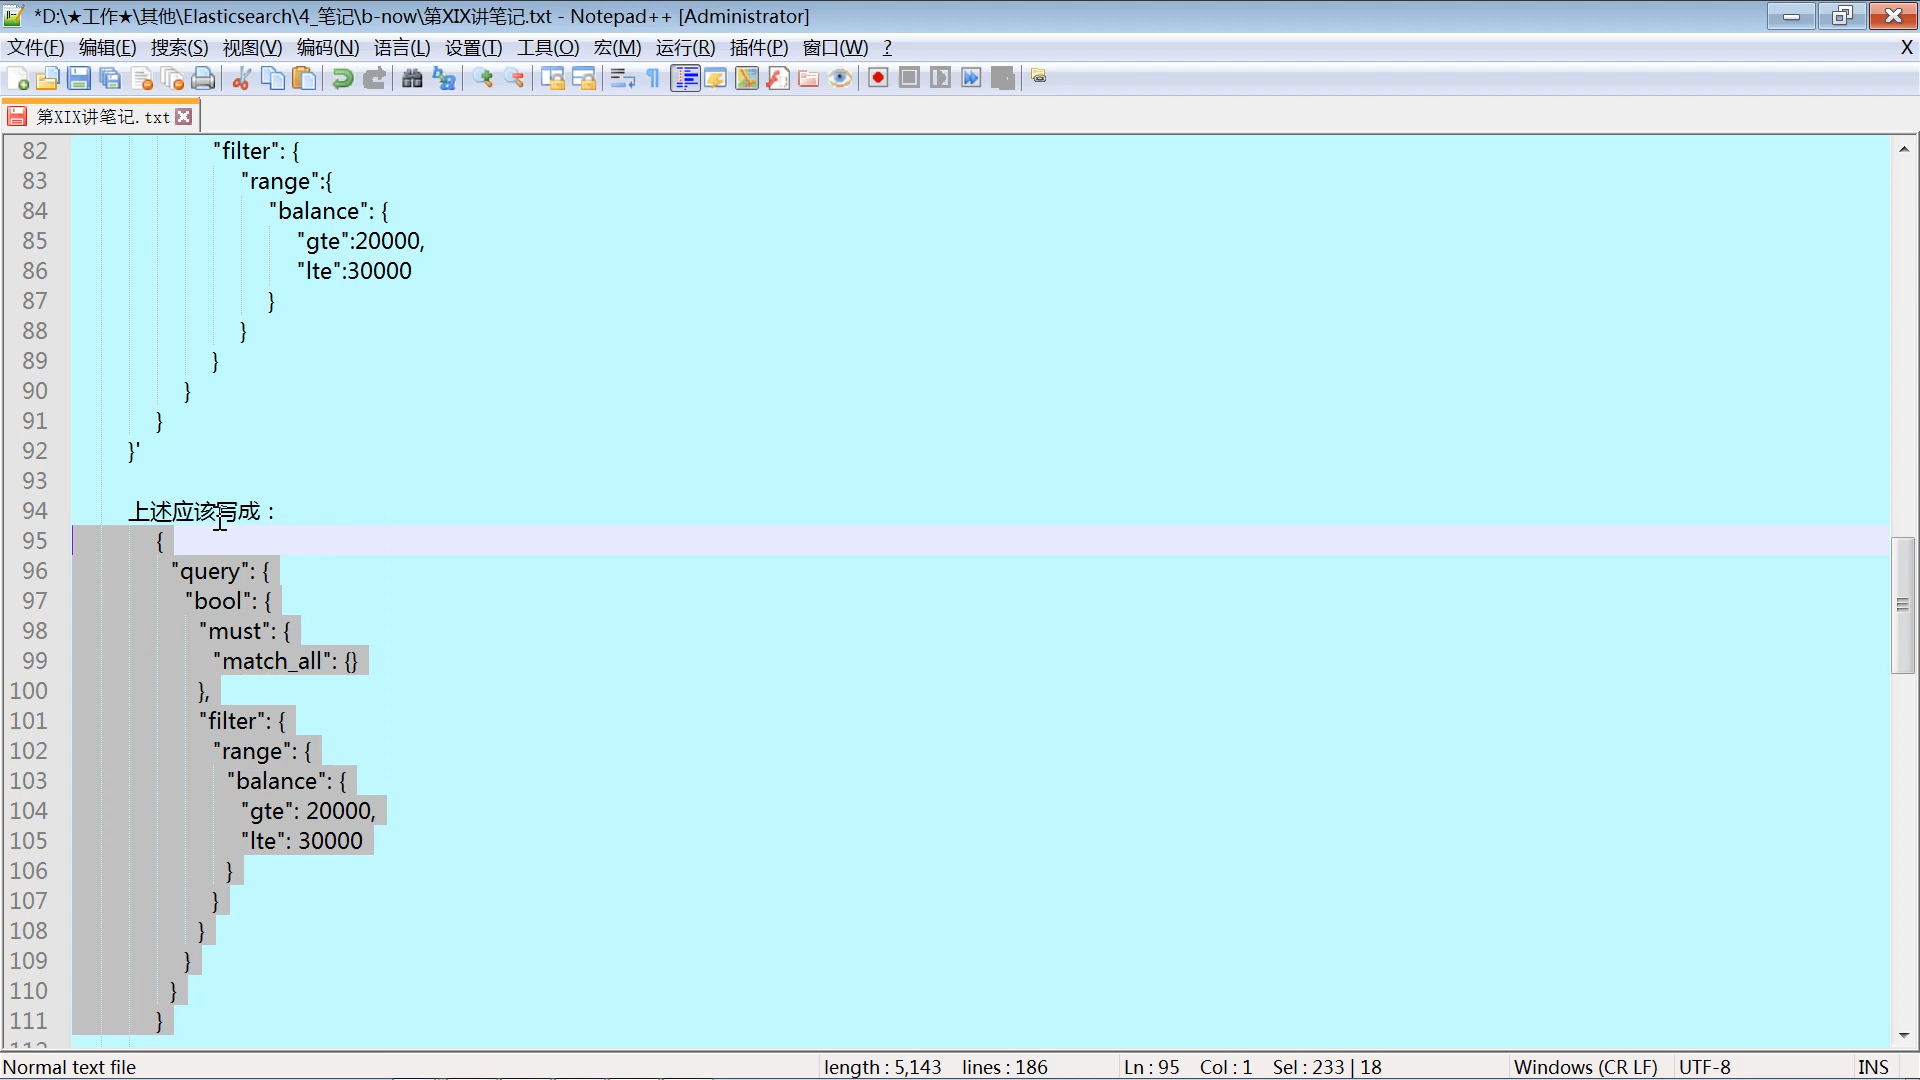 *D:\★工作★\其他\Elasticsearch\4_笔记\b-now\第XIX讲笔记.txt - Notepad++ [Administrator]
文件(F) 编辑(E) 搜索(S) 视图(V) 编码(N) 语言(L) 设置(T) 工具(O) 宏(M) 运行(R) 插件(P) 窗口(W) ? X
第XIX讲笔记.txt
82 "filter": {
83 "range":{
84 "balance": {
85 "gte":20000,
86 "lte":30000
87 }
88 }
89 }
90 }
91 }
92 }'
93
94 上述应该写成：
95 {
96 "query": {
97 "bool": {
98 "must": {
99 "match_all": {}
100 },
101 "filter": {
102 "range": {
103 "balance": {
104 "gte": 20000,
105 "lte": 30000
106 }
107 }
108 }
109 }
110 }
111 }
Normal text file length : 5,143 lines : 186 Ln : 95 Col : 1 Sel : 233 | 18 Windows (CR LF) UTF-8 INS